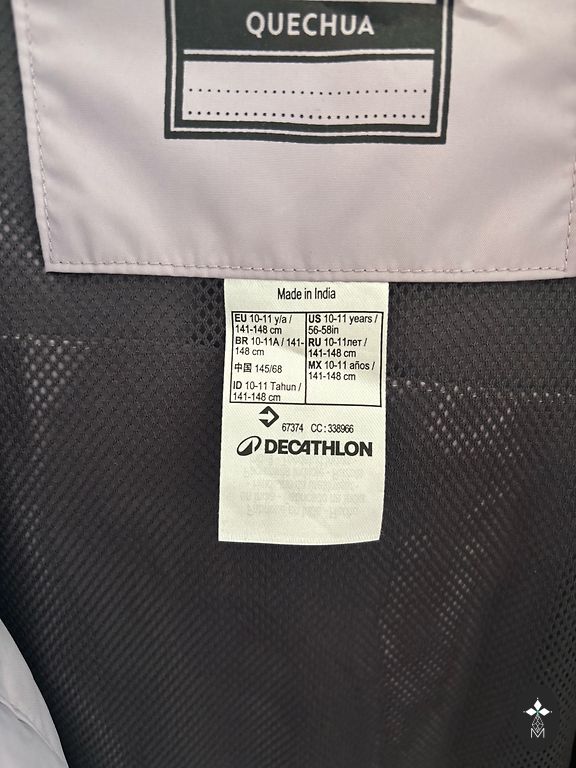 QUECHUA
Made in India
EU 10-11 y/a /
141-148 cm
BR 10-11A / 141-
148 cm
中国 145/68
ID 10-11 Tahun /
141-148 cm
US 10-11 years /
56-58in
RU 10-11лет /
141-148 cm
MX 10-11 años /
141-148 cm
67374 CC : 338966
DECATHLON
M